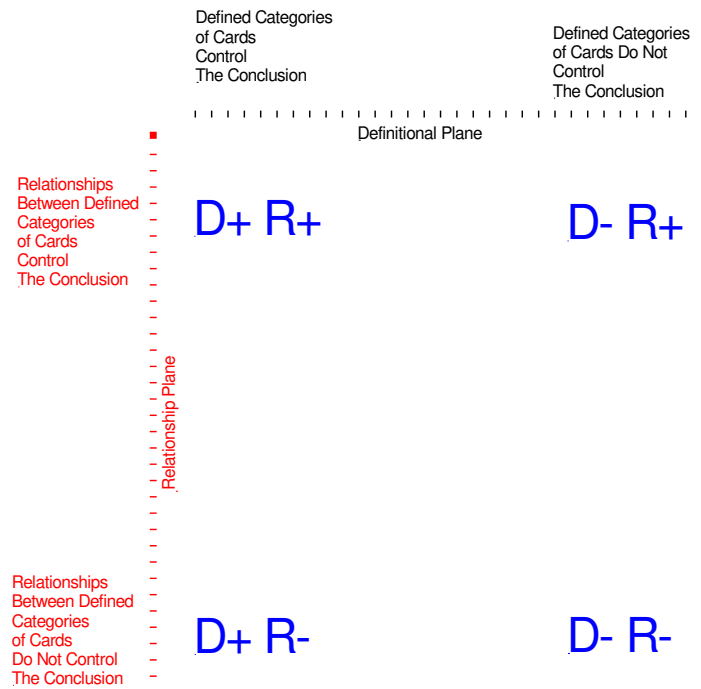 Defined Categories
of Cards
Control
The Conclusion
Defined Categories
of Cards Do Not
Control
The Conclusion
Definitional Plane
Relationships
Between Defined
Categories
of Cards
Control
The Conclusion
D+ R+
D- R+
Relationship Plane
Relationships
Between Defined
Categories
of Cards
Do Not Control
The Conclusion
D+ R-
D- R-